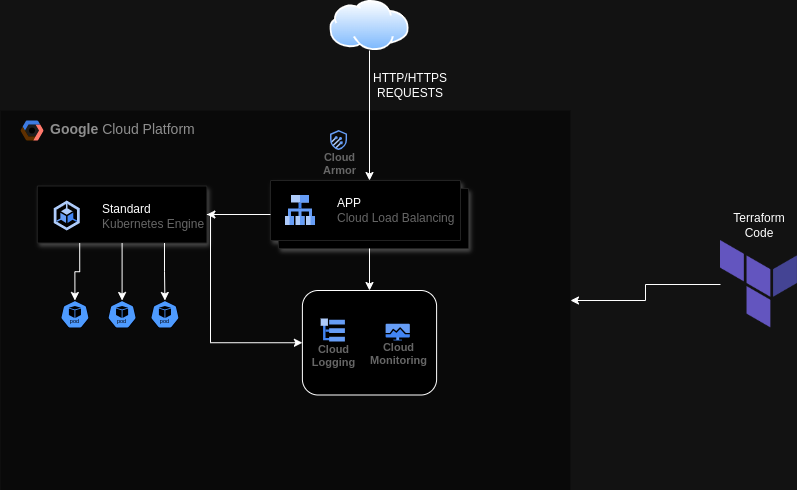 HTTP/HTTPS
REQUESTS
Google Cloud Platform
Cloud
Armor
Standard
Kubernetes Engine
APP
Cloud Load Balancing
Terraform
Code
pod
pod
pod
Cloud
Logging
Cloud
Monitoring